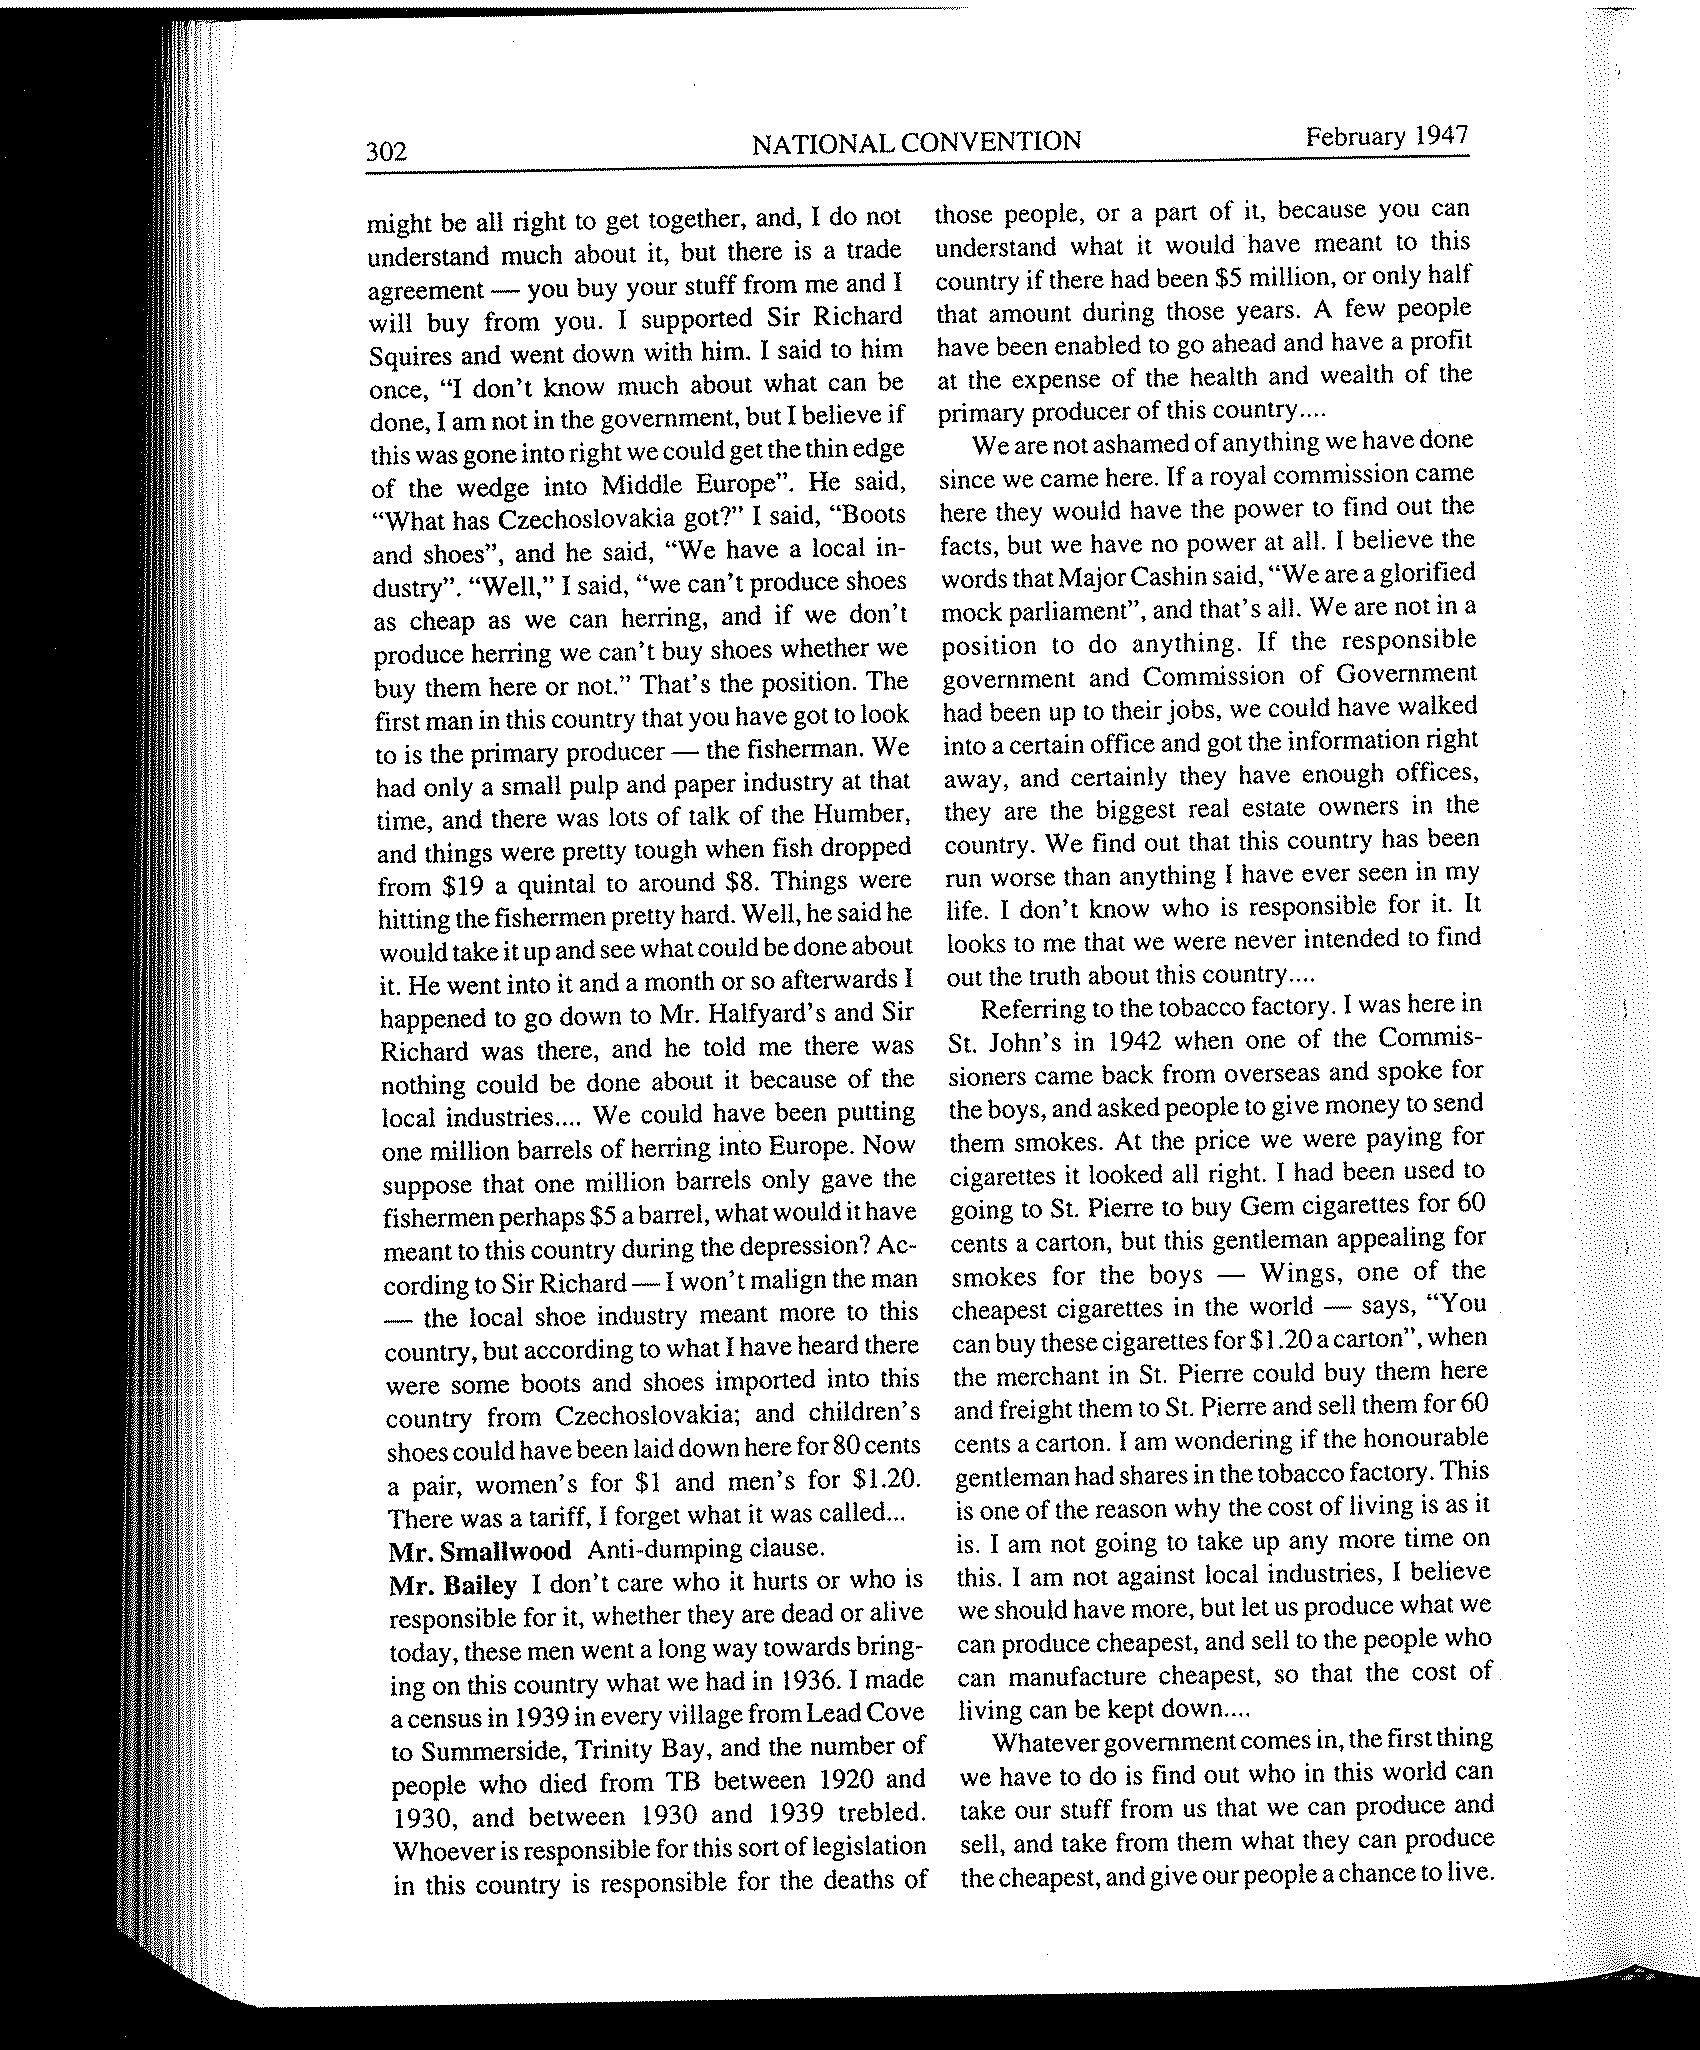 302
NATIONAL CONVENTION
February 1947
might be all right to get together, and, I do not
understand much about it, but there is a trade
agreement — you buy your stuff from me and I
will buy from you. I supported Sir Richard
Squires and went down with him. I said to him
once, "I don't know much about what can be
done, I am not in the government, but I believe if
this was gone into right we could get the thin edge
of the wedge into Middle Europe". He said,
"What has Czechoslovakia got?" I said, "Boots
and shoes", and he said, "We have a local in-
dustry". "Well," I said, "we can't produce shoes
as cheap as we can herring, and if we don't
produce herring we can't buy shoes whether we
buy them here or not." That's the position. The
first man in this country that you have got to look
to is the primary producer — the fisherman. We
had only a small pulp and paper industry at that
time, and there was lots of talk of the Humber,
and things were pretty tough when fish dropped
from $19 a quintal to around $8. Things were
hitting the fishermen pretty hard. Well, he said he
would take it up and see what could be done about
it. He went into it and a month or so afterwards I
happened to go down to Mr. Halfyard's and Sir
Richard was there, and he told me there was
nothing could be done about it because of the
local industries.... We could have been putting
one million barrels of herring into Europe. Now
suppose that one million barrels only gave the
fishermen perhaps $5 a barrel, what would it have
meant to this country during the depression? Ac-
cording to Sir Richard — I won't malign the man
— the local shoe industry meant more to this
country, but according to what I have heard there
were some boots and shoes imported into this
country from Czechoslovakia; and children's
shoes could have been laid down here for 80 cents
a pair, women's for $1 and men's for $1.20.
There was a tariff, I forget what it was called...
Mr. Smallwood Anti-dumping clause.
Mr. Bailey I don't care who it hurts or who is
responsible for it, whether they are dead or alive
today, these men went a long way towards bring-
ing on this country what we had in 1936. I made
a census in 1939 in every village from Lead Cove
to Summerside, Trinity Bay, and the number of
people who died from TB between 1920 and
1930, and between 1930 and 1939 trebled.
Whoever is responsible for this sort of legislation
in this country is responsible for the deaths of
those people, or a part of it, because you can
understand what it would have meant to this
country if there had been $5 million, or only half
that amount during those years. A few people
have been enabled to go ahead and have a profit
at the expense of the health and wealth of the
primary producer of this country....
We are not ashamed of anything we have done
since we came here. If a royal commission came
here they would have the power to find out the
facts, but we have no power at all. I believe the
words that Major Cashin said, "We are a glorified
mock parliament", and that's all. We are not in a
position to do anything. If the responsible
government and Commission of Government
had been up to their jobs, we could have walked
into a certain office and got the information right
away, and certainly they have enough offices,
they are the biggest real estate owners in the
country. We find out that this country has been
run worse than anything I have ever seen in my
life. I don't know who is responsible for it. It
looks to me that we were never intended to find
out the truth about this country....
Referring to the tobacco factory. I was here in
St. John's in 1942 when one of the Commis-
sioners came back from overseas and spoke for
the boys, and asked people to give money to send
them smokes. At the price we were paying for
cigarettes it looked all right. I had been used to
going to St. Pierre to buy Gem cigarettes for 60
cents a carton, but this gentleman appealing for
smokes for the boys — Wings, one of the
cheapest cigarettes in the world — says, "You
can buy these cigarettes for $1.20 a carton", when
the merchant in St. Pierre could buy them here
and freight them to St. Pierre and sell them for 60
cents a carton. I am wondering if the honourable
gentleman had shares in the tobacco factory. This
is one of the reason why the cost of living is as it
is. I am not going to take up any more time on
this. I am not against local industries, I believe
we should have more, but let us produce what we
can produce cheapest, and sell to the people who
can manufacture cheapest, so that the cost of
living can be kept down....
Whatever government comes in, the first thing
we have to do is find out who in this world can
take our stuff from us that we can produce and
sell, and take from them what they can produce
the cheapest, and give our people a chance to live.